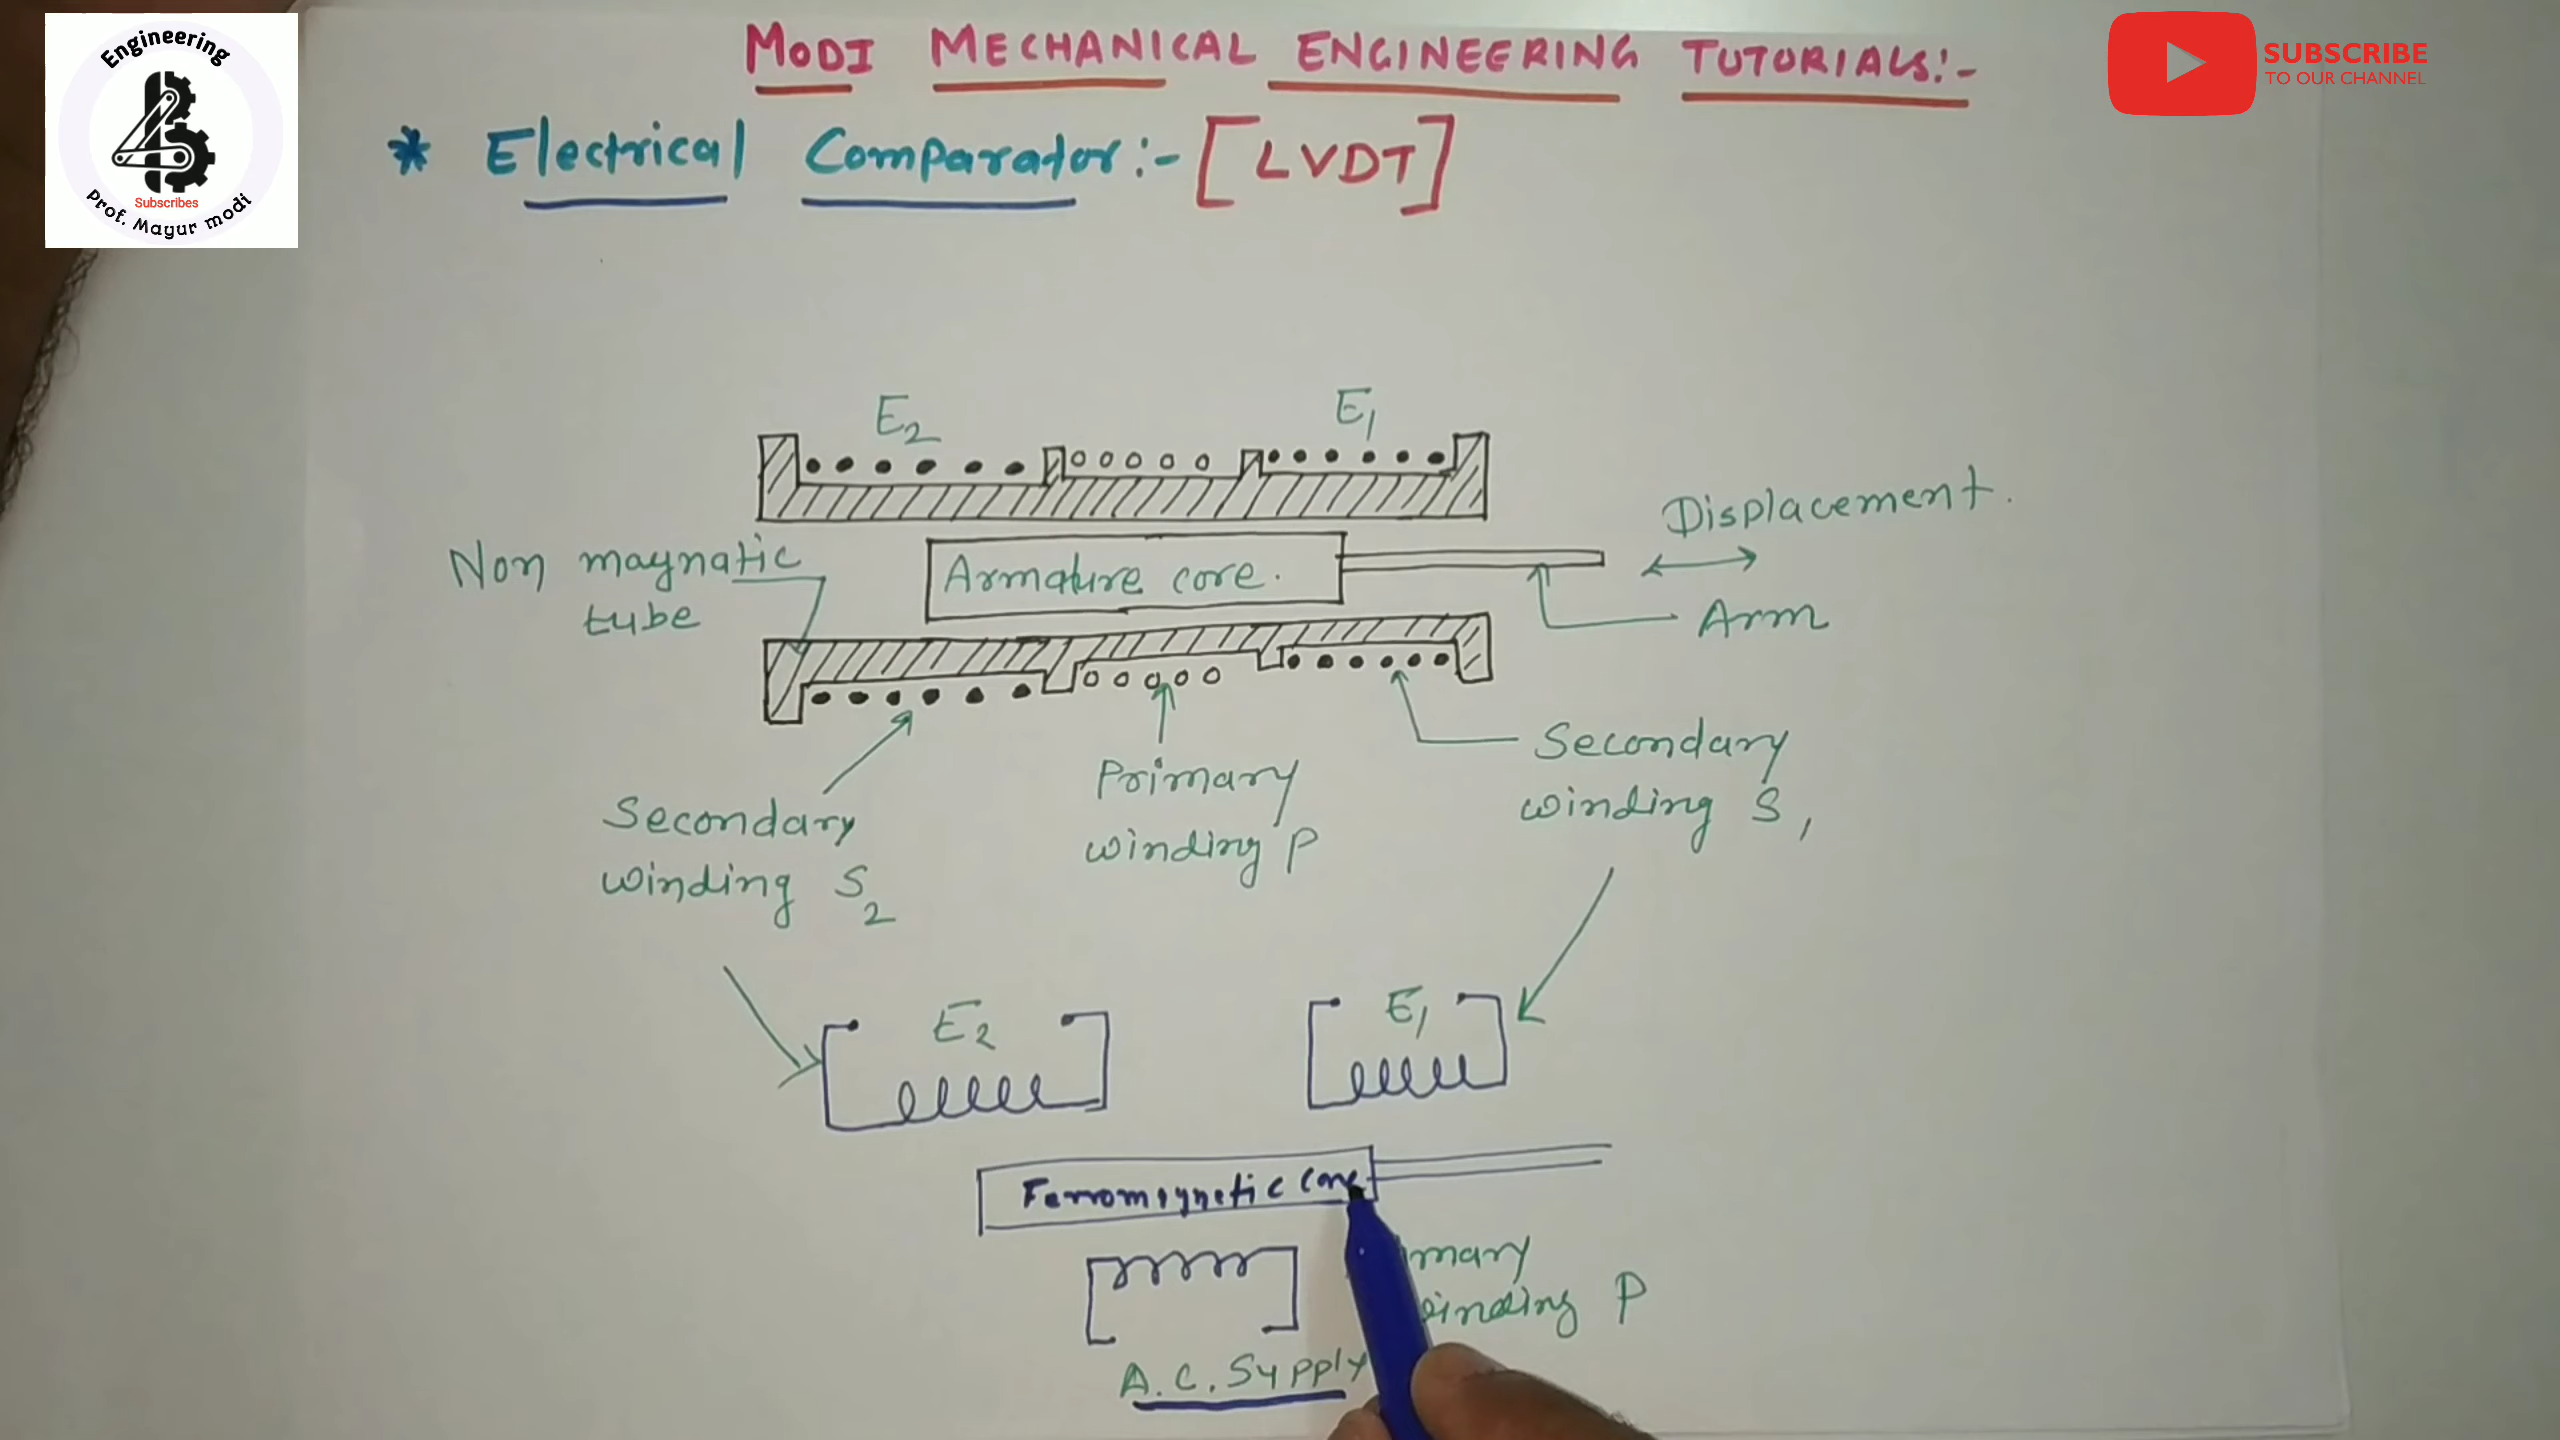 Engineering
Subscribes
Prof. Mayur modi
SUBSCRIBE
TO OUR CHANNEL
MODI MECHANICAL ENGINEERING TUTORIALS:-
* Electrical Comparator:- [LVDT]
E2
E1
Displacement.
Non magnatic
tube
Armature core.
Arm
Secondary
winding S2
Primary
winding P
Secondary
winding S1
E2
E1
Ferromagnetic Core
mary
inding P
A.C. Supply